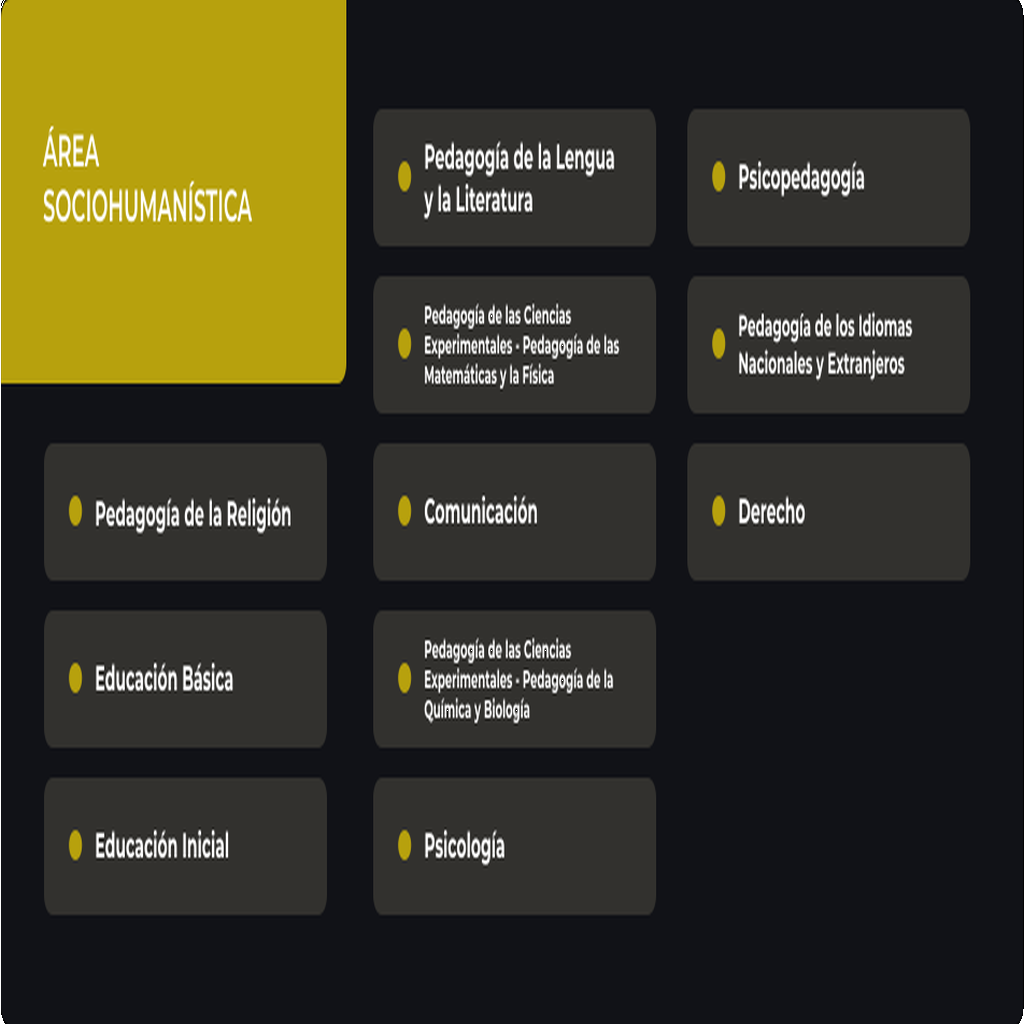 ÁREA
SOCIOHUMANÍSTICA
Pedagogía de la Religión
Educación Básica
Educación Inicial
Pedagogía de la Lengua
y la Literatura
Pedagogía de las Ciencias
Experimentales - Pedagogía de las
Matemáticas y la Física
Comunicación
Pedagogía de las Ciencias
Experimentales - Pedagogía de la
Química y Biología
Psicología
Psicopedagogía
Pedagogía de los Idiomas
Nacionales y Extranjeros
Derecho